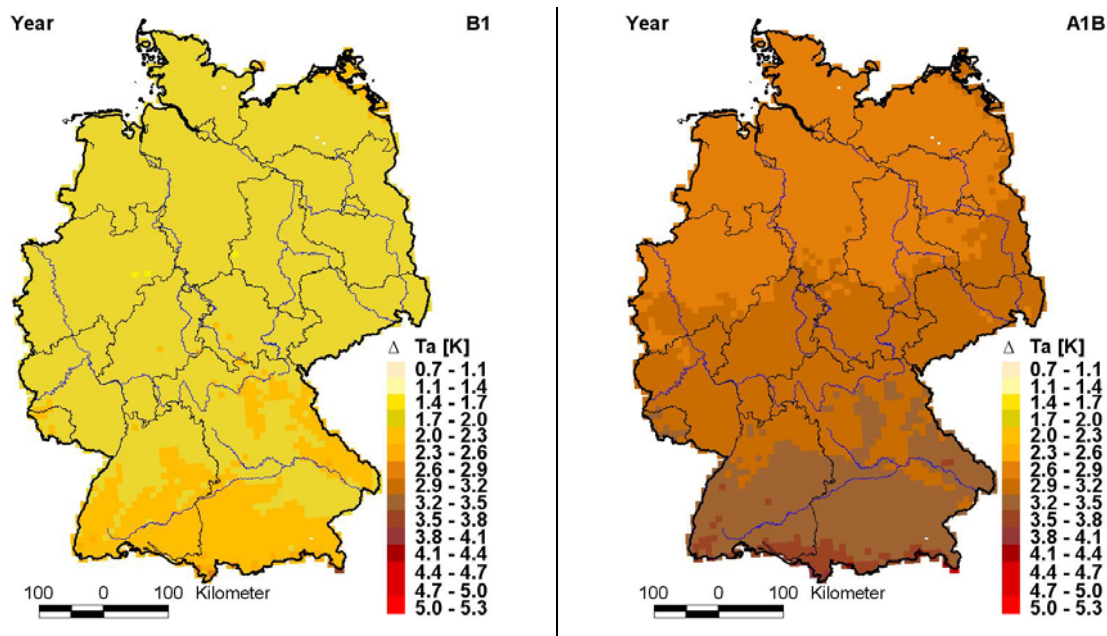 Year B1
Δ Ta [K]
0.7 - 1.1
1.1 - 1.4
1.4 - 1.7
1.7 - 2.0
2.0 - 2.3
2.3 - 2.6
2.6 - 2.9
2.9 - 3.2
3.2 - 3.5
3.5 - 3.8
3.8 - 4.1
4.1 - 4.4
4.4 - 4.7
4.7 - 5.0
5.0 - 5.3
100 0 100 Kilometer
Year A1B
Δ Ta [K]
0.7 - 1.1
1.1 - 1.4
1.4 - 1.7
1.7 - 2.0
2.0 - 2.3
2.3 - 2.6
2.6 - 2.9
2.9 - 3.2
3.2 - 3.5
3.5 - 3.8
3.8 - 4.1
4.1 - 4.4
4.4 - 4.7
4.7 - 5.0
5.0 - 5.3
100 0 100 Kilometer